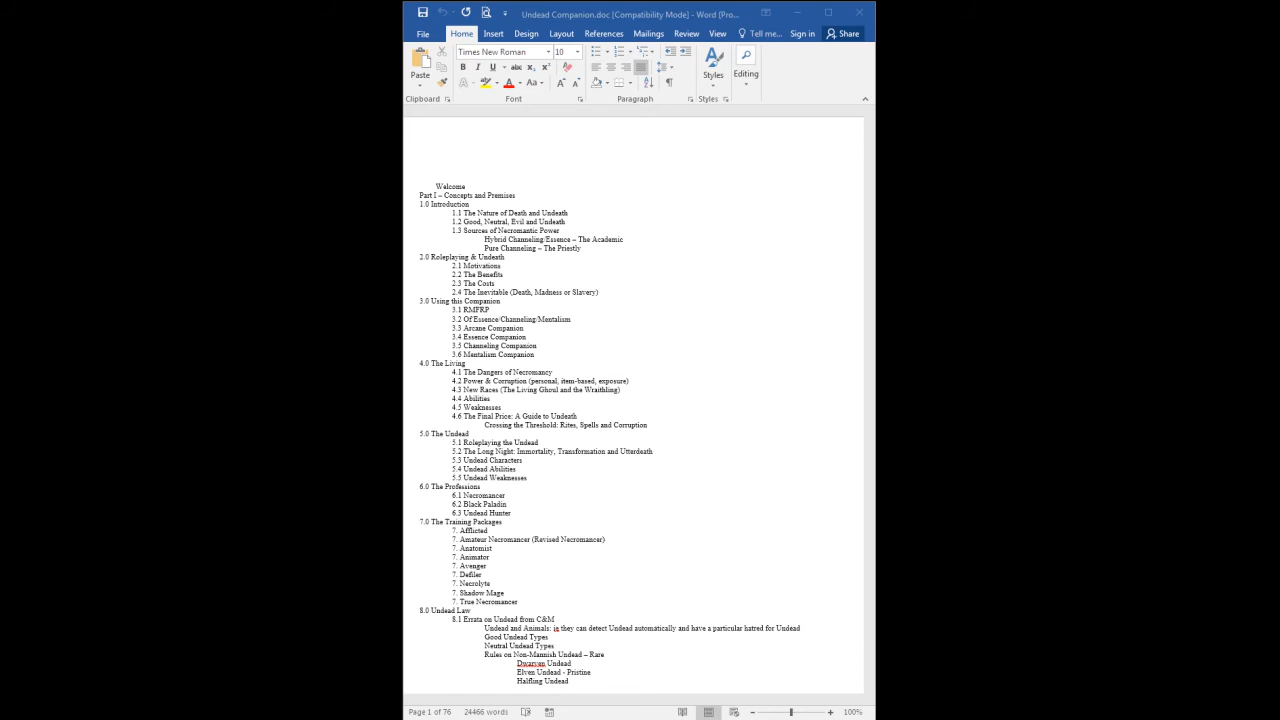 Undead Companion.doc [Compatibility Mode] - Word [Pro...
File Home Insert Design Layout References Mailings Review View Tell me... Sign in Share
Times New Roman 10
Paste
Styles
Editing
Clipboard Font Paragraph Styles
Welcome
Part I – Concepts and Premises
1.0 Introduction
1.1 The Nature of Death and Undeath
1.2 Good, Neutral, Evil and Undeath
1.3 Sources of Necromantic Power
Hybrid Channeling/Essence – The Academic
Pure Channeling – The Priestly
2.0 Roleplaying & Undeath
2.1 Motivations
2.2 The Benefits
2.3 The Costs
2.4 The Inevitable (Death, Madness or Slavery)
3.0 Using this Companion
3.1 RMFRP
3.2 Of Essence/Channeling/Mentalism
3.3 Arcane Companion
3.4 Essence Companion
3.5 Channeling Companion
3.6 Mentalism Companion
4.0 The Living
4.1 The Dangers of Necromancy
4.2 Power & Corruption (personal, item-based, exposure)
4.3 New Races (The Living Ghoul and the Wraithling)
4.4 Abilities
4.5 Weaknesses
4.6 The Final Price: A Guide to Undeath
Crossing the Threshold: Rites, Spells and Corruption
5.0 The Undead
5.1 Roleplaying the Undead
5.2 The Long Night: Immortality, Transformation and Utterdeath
5.3 Undead Characters
5.4 Undead Abilities
5.5 Undead Weaknesses
6.0 The Professions
6.1 Necromancer
6.2 Black Paladin
6.3 Undead Hunter
7.0 The Training Packages
7. Afflicted
7. Amateur Necromancer (Revised Necromancer)
7. Anatomist
7. Animator
7. Avenger
7. Defiler
7. Necrolyte
7. Shadow Mage
7. True Necromancer
8.0 Undead Law
8.1 Errata on Undead from C&M
Undead and Animals: ie they can detect Undead automatically and have a particular hatred for Undead
Good Undead Types
Neutral Undead Types
Rules on Non-Mannish Undead – Rare
Dwarven Undead
Elven Undead - Pristine
Halfling Undead
Page 1 of 76 24466 words 100%